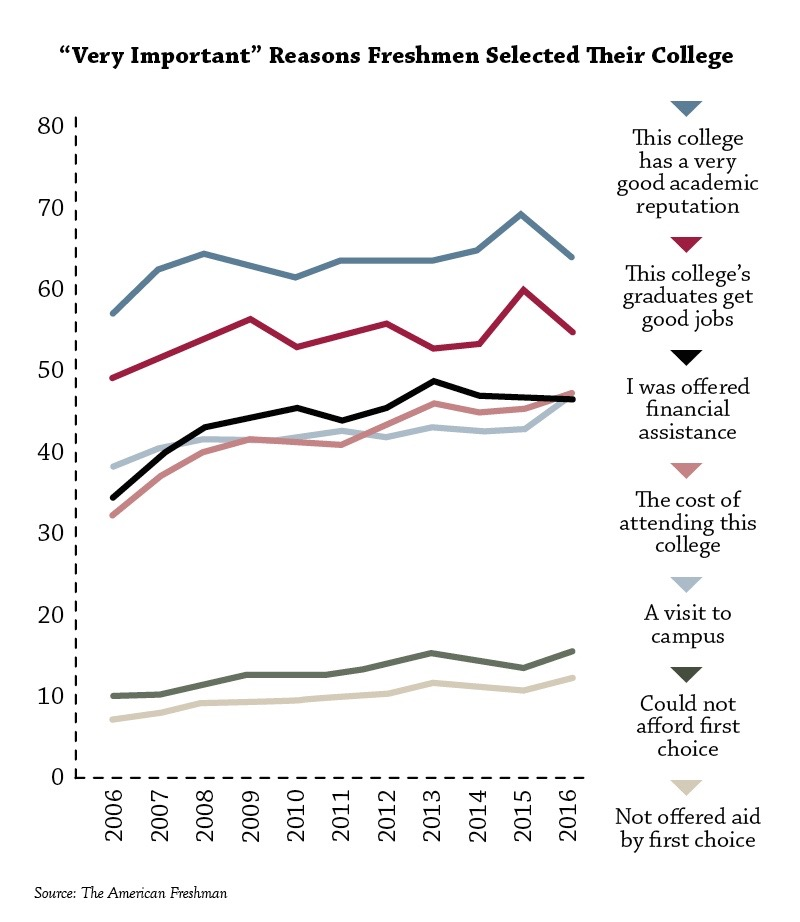 “Very Important” Reasons Freshmen Selected Their College
80
70
60
50
40
30
20
10
0
2006
2007
2008
2009
2010
2011
2012
2013
2014
2015
2016
This college
has a very
good academic
reputation
This college’s
graduates get
good jobs
I was offered
financial
assistance
The cost of
attending this
college
A visit to
campus
Could not
afford first
choice
Not offered aid
by first choice
Source: The American Freshman